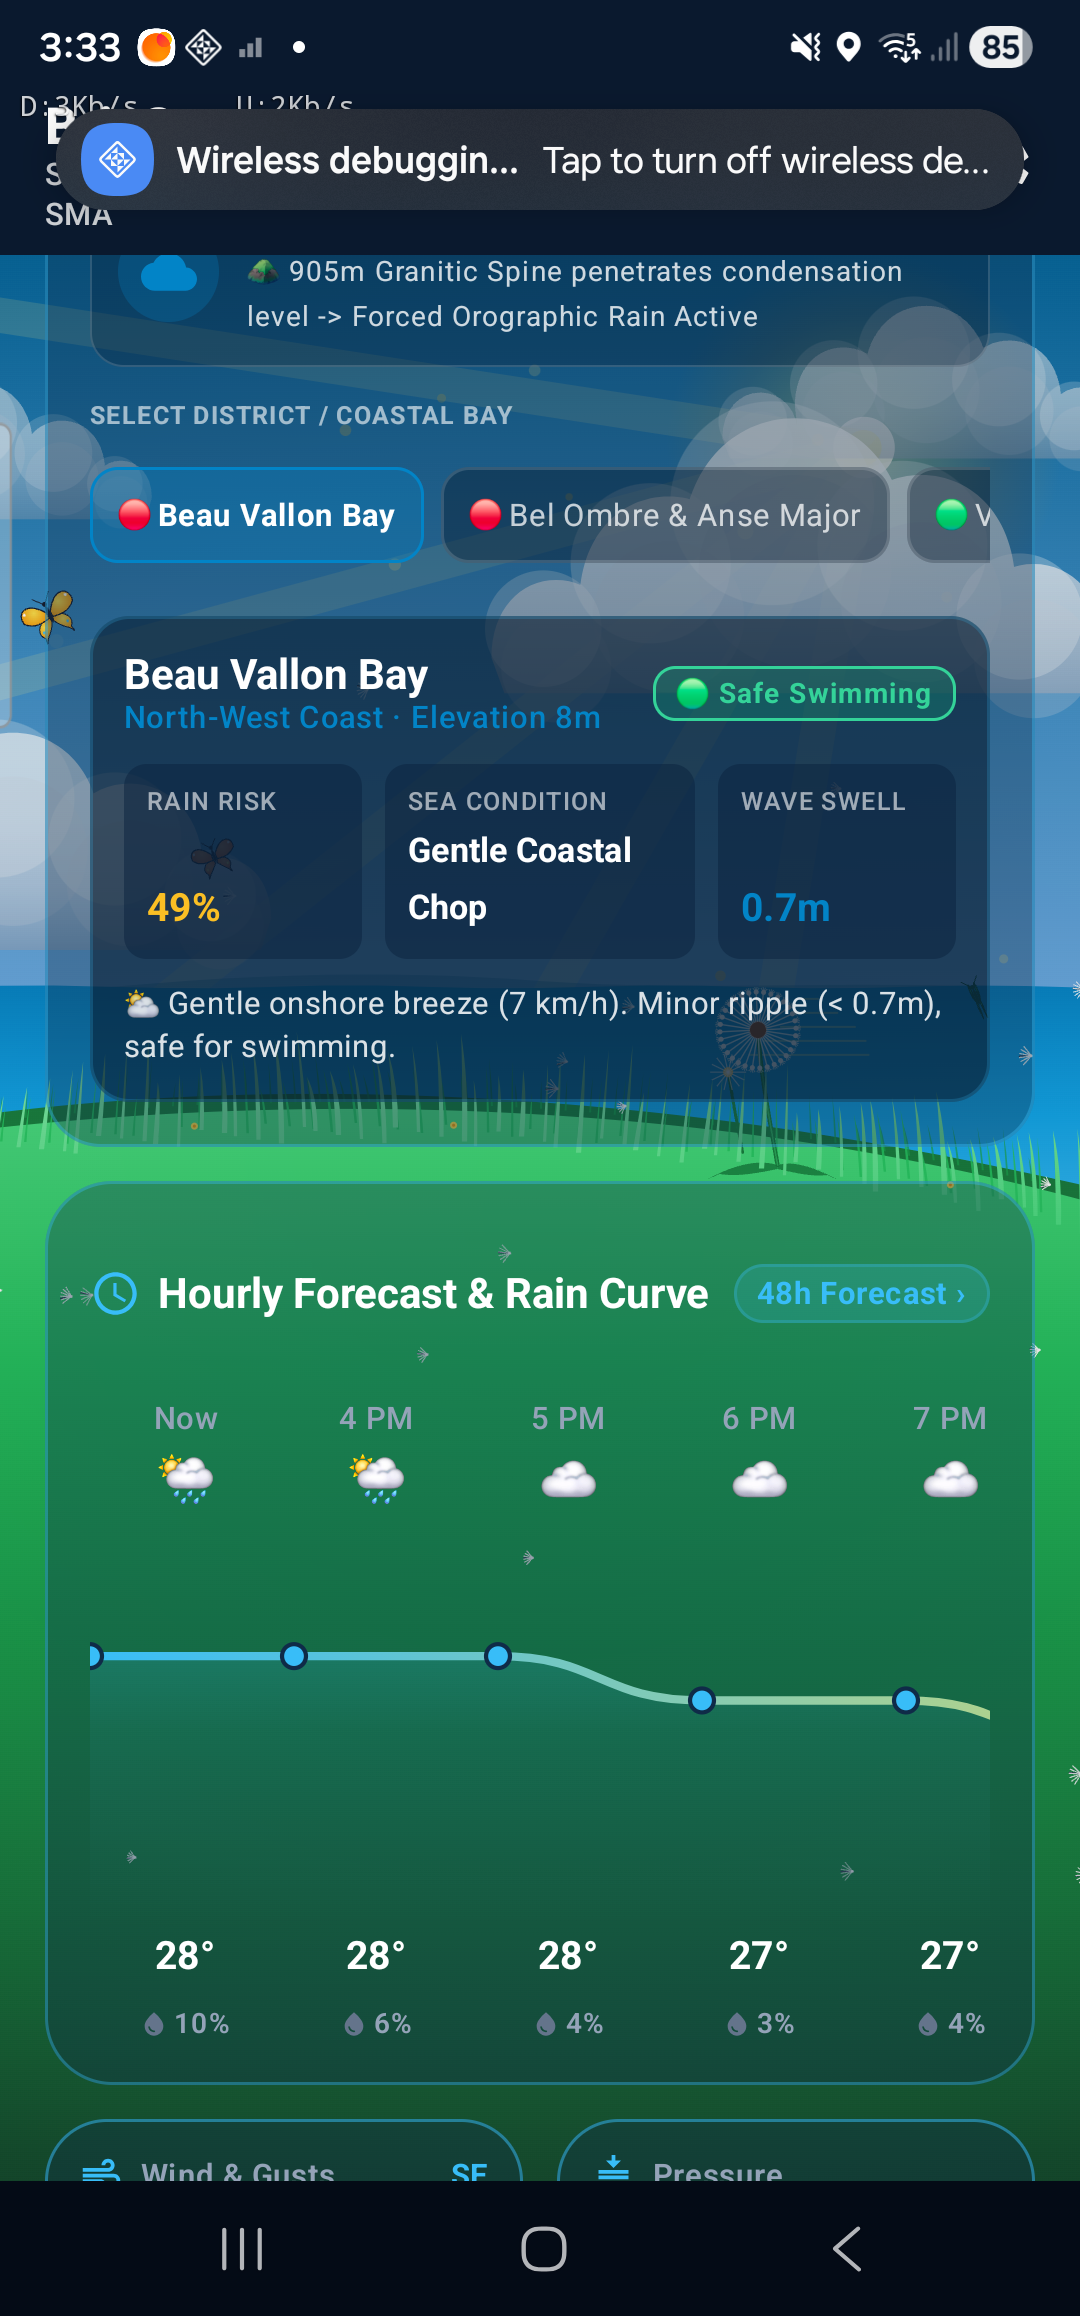 3:33
5
85
D:3Kb/s U:2Kb/s
Wireless debuggin... Tap to turn off wireless de...
SMA
905m Granitic Spine penetrates condensation
level -> Forced Orographic Rain Active
SELECT DISTRICT / COASTAL BAY
Beau Vallon Bay
Bel Ombre & Anse Major
V
Beau Vallon Bay
North-West Coast · Elevation 8m
Safe Swimming
RAIN RISK
49%
SEA CONDITION
Gentle Coastal
Chop
WAVE SWELL
0.7m
Gentle onshore breeze (7 km/h). Minor ripple (< 0.7m),
safe for swimming.
Hourly Forecast & Rain Curve
48h Forecast ›
Now 4 PM 5 PM 6 PM 7 PM
28° 28° 28° 27° 27°
10% 6% 4% 3% 4%
Wind & Gusts SE
Pressure